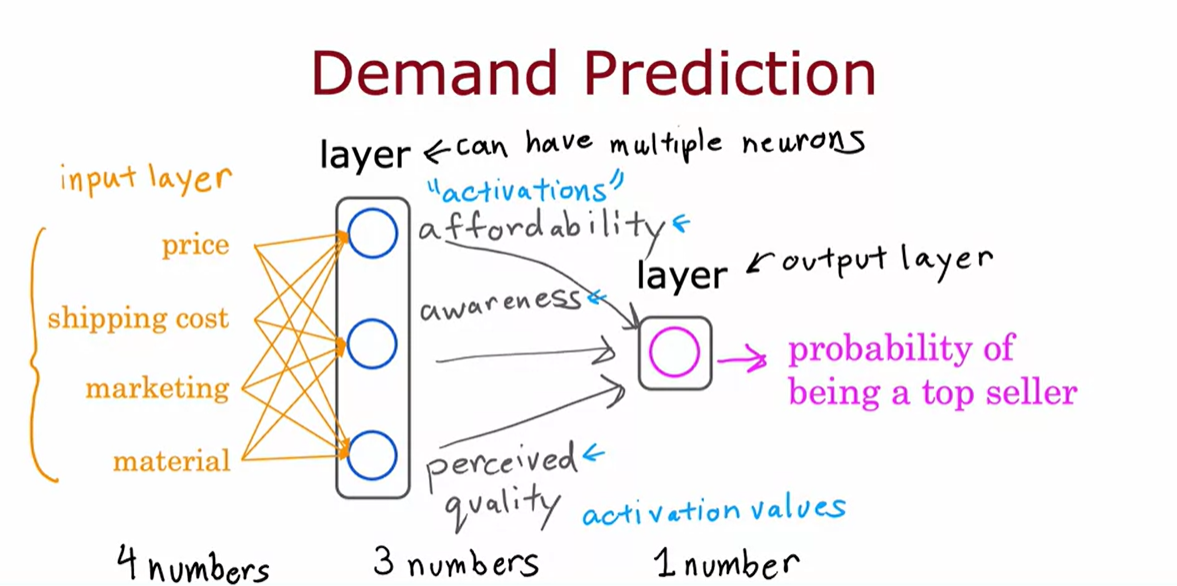 Demand Prediction
layer ← can have multiple neurons
input layer
"activations"
affordability ←
price
layer ← output layer
shipping cost
awareness ←
probability of
being a top seller
marketing
material
perceived ←
quality
activation values
4 numbers
3 numbers
1 number